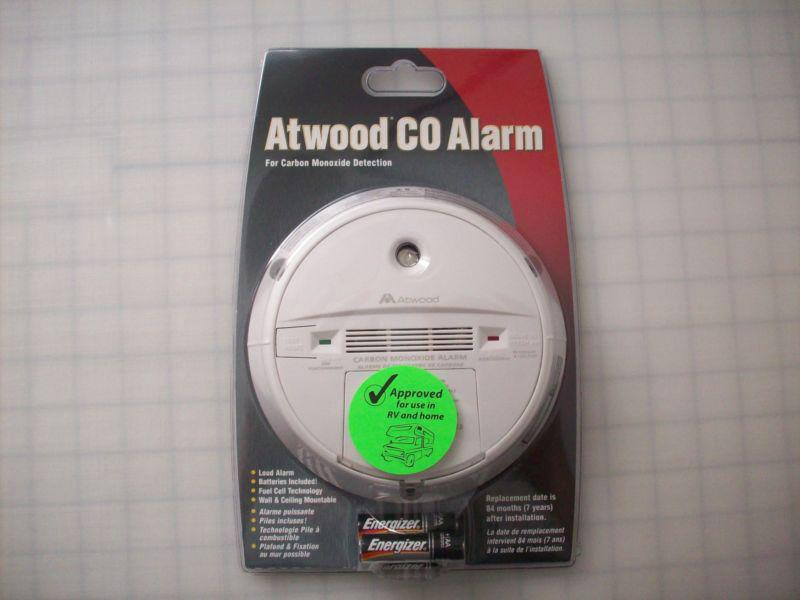 Atwood CO Alarm
For Carbon Monoxide Detection
Atwood
CARBON MONOXIDE ALARM
Approved
for use in
RV and home
Loud Alarm
Batteries Included!
Fuel Cell Technology
Wall & Ceiling Mountable
Alarme puissante
Piles incluses!
Technologie Pile à
combustible
Plafond & Fixation
au mur possible
Energizer
Energizer
Replacement date is
84 months (7 years)
after installation.
La date de remplacement
intervient 84 mois (7 ans)
à la suite de l'installation.